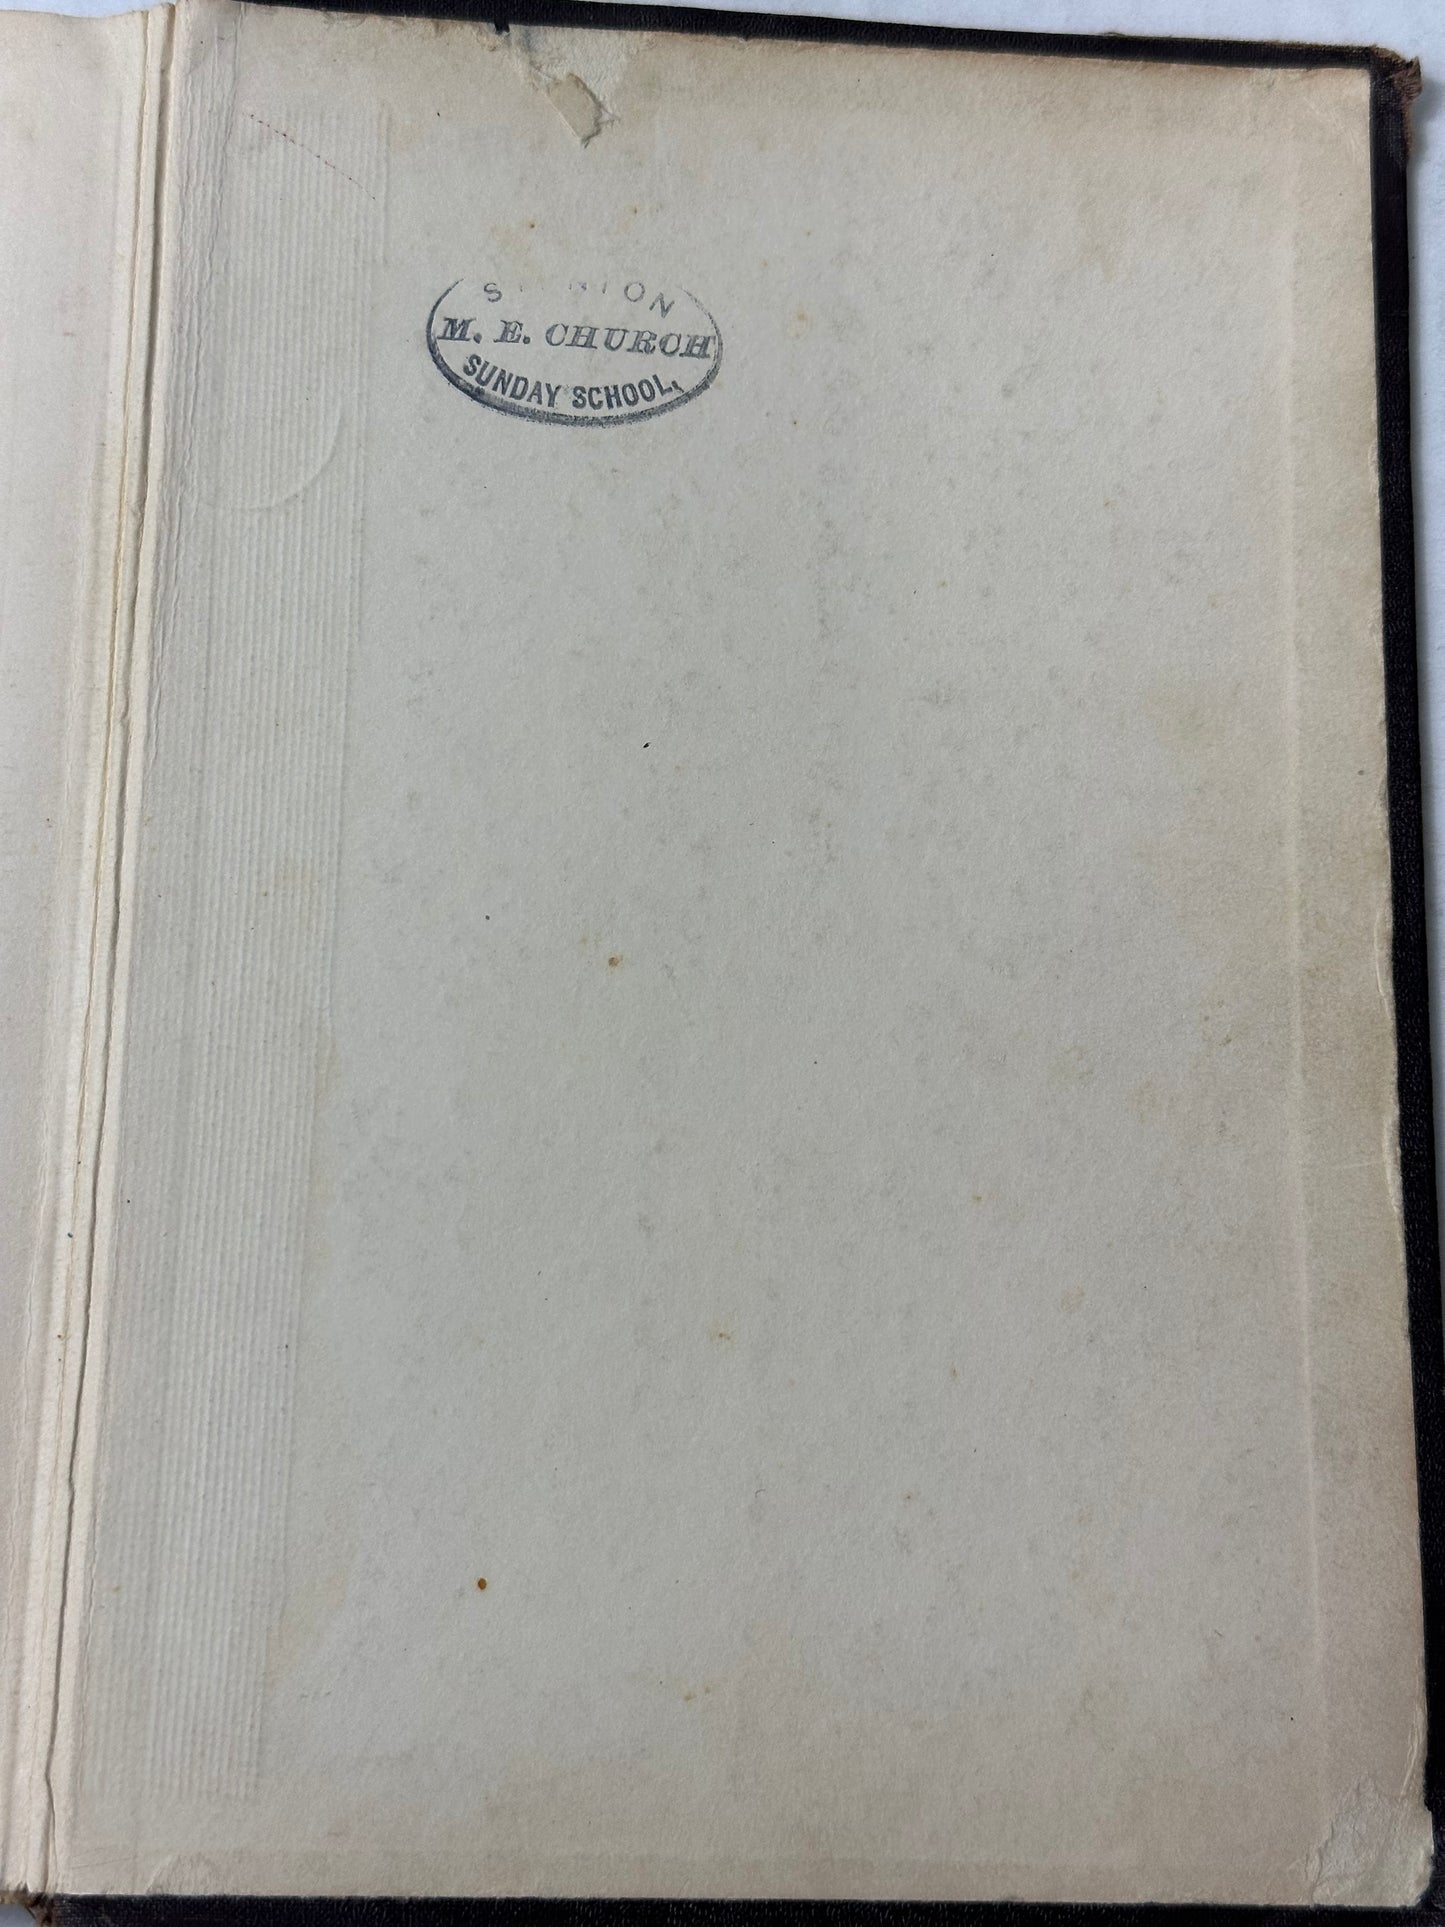 M. E. CHURCH
SUNDAY SCHOOL,